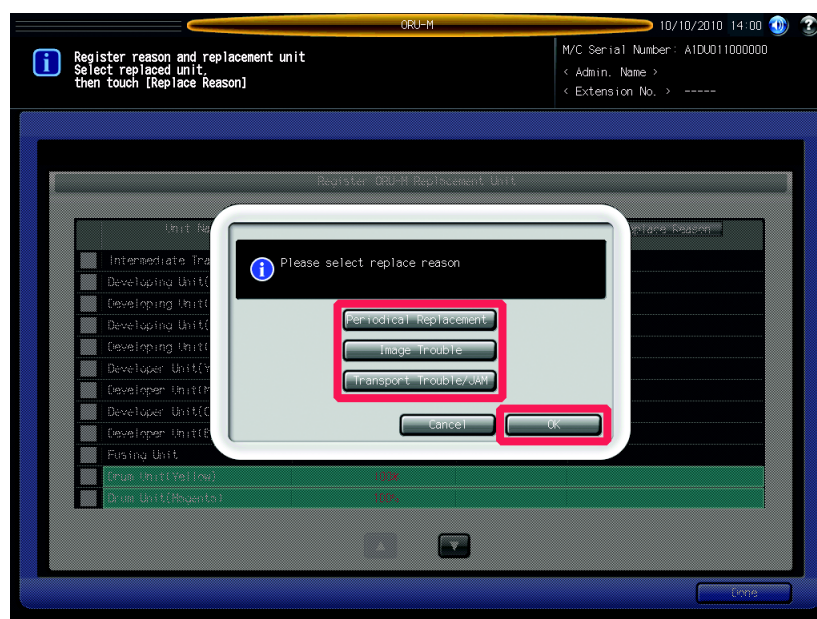 ORU-M
10/10/2010 14:00
Register reason and replacement unit
Select replaced unit,
then touch [Replace Reason]
M/C Serial Number: A1DU011000000
< Admin. Name >
< Extension No. > -----
Register ORU-M Replacement Unit
Unit Na
place Reason
Intermediate Tra
Developing Unit(
Developing Unit(
Developing Unit(
Developing Unit(
Developer Unit(Y
Developer Unit(M
Developer Unit(C
Developer Unit(B
Fusing Unit
Drum Unit(Yellow) 100%
Drum Unit(Magenta) 100%
Please select replace reason
Periodical Replacement
Image Trouble
Transport Trouble/JAM
Cancel
OK
Done